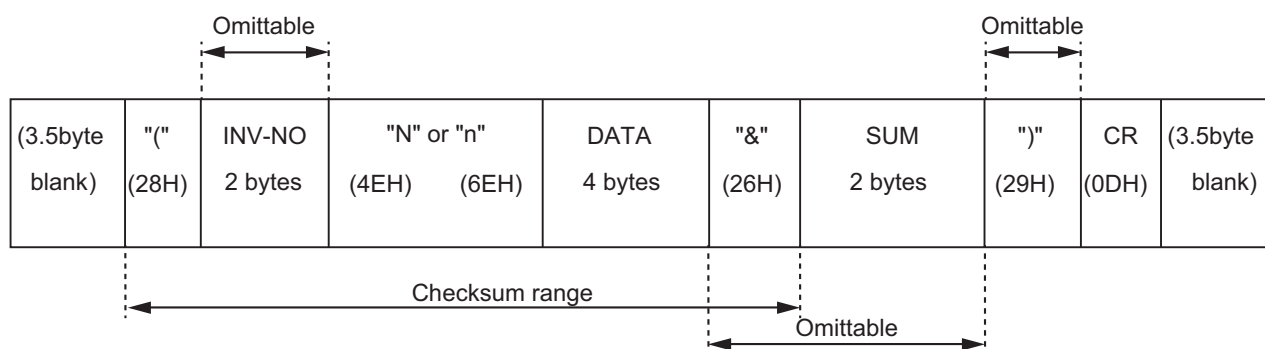 Omittable Omittable
(3.5byte "(" INV-NO "N" or "n" DATA "&" SUM ")" CR (3.5byte
blank) (28H) 2 bytes (4EH) (6EH) 4 bytes (26H) 2 bytes (29H) (0DH) blank)
Checksum range
Omittable